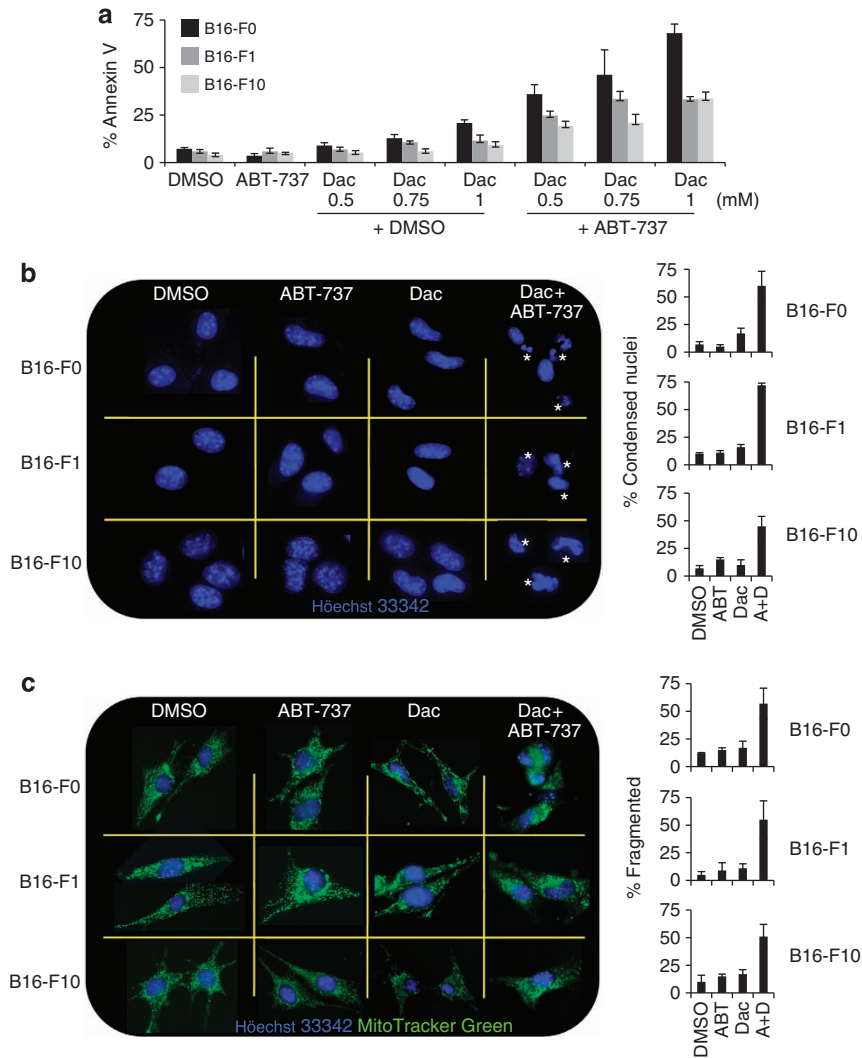 a
75
50
25
0
% Annexin V
B16-F0
B16-F1
B16-F10
DMSO ABT-737 Dac Dac Dac Dac Dac Dac
0.5 0.75 1 0.5 0.75 1 (mM)
+ DMSO + ABT-737
b
DMSO ABT-737 Dac Dac+
ABT-737
B16-F0
B16-F1
B16-F10
* * *
* * *
* * *
Höechst 33342
% Condensed nuclei
75
50
25
0
B16-F0
75
50
25
0
B16-F1
75
50
25
0
B16-F10
DMSO ABT Dac A+D
c
DMSO ABT-737 Dac Dac+
ABT-737
B16-F0
B16-F1
B16-F10
Höechst 33342 MitoTracker Green
% Fragmented
75
50
25
0
B16-F0
75
50
25
0
B16-F1
75
50
25
0
B16-F10
DMSO ABT Dac A+D